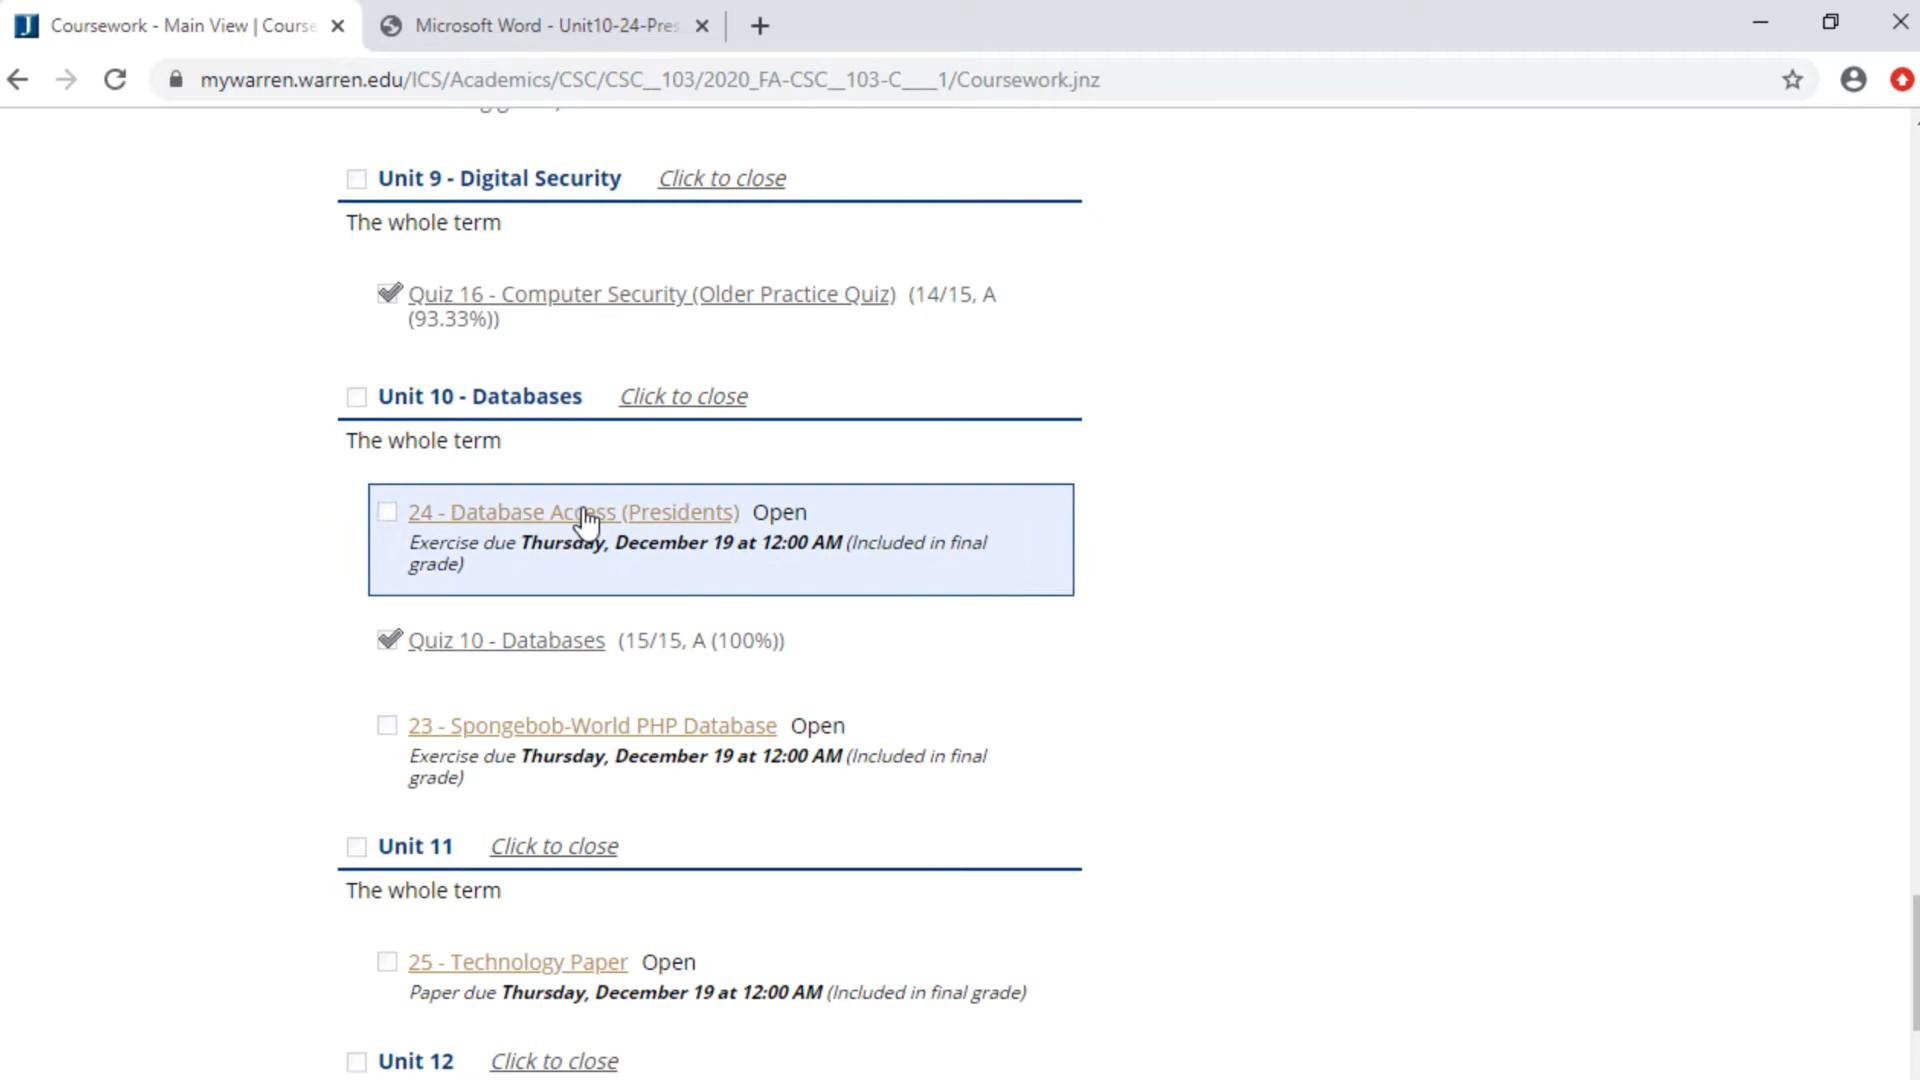 Coursework - Main View | Course
Microsoft Word - Unit10-24-Pres
mywarren.warren.edu/ICS/Academics/CSC/CSC__103/2020_FA-CSC__103-C____1/Coursework.jnz
Unit 9 - Digital Security Click to close
The whole term
Quiz 16 - Computer Security (Older Practice Quiz) (14/15, A
(93.33%))
Unit 10 - Databases Click to close
The whole term
24 - Database Access (Presidents) Open
Exercise due Thursday, December 19 at 12:00 AM (Included in final
grade)
Quiz 10 - Databases (15/15, A (100%))
23 - Spongebob-World PHP Database Open
Exercise due Thursday, December 19 at 12:00 AM (Included in final
grade)
Unit 11 Click to close
The whole term
25 - Technology Paper Open
Paper due Thursday, December 19 at 12:00 AM (Included in final grade)
Unit 12 Click to close